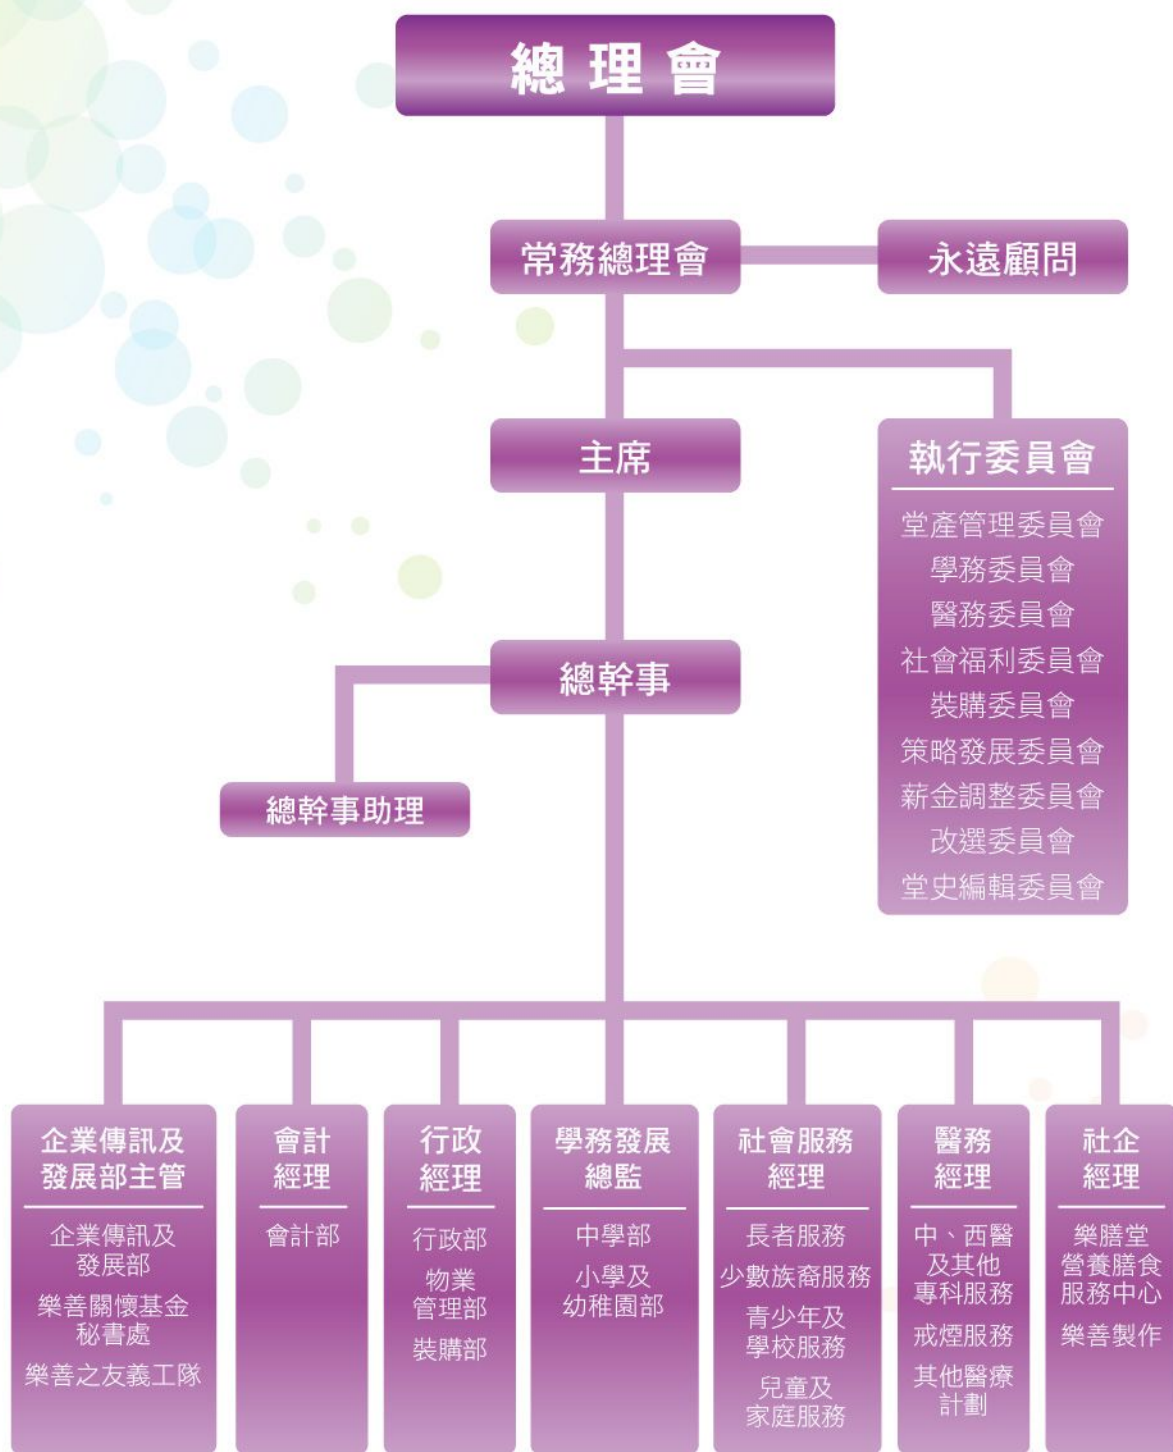 總理會
常務總理會
永遠顧問
主席
執行委員會
堂產管理委員會
學務委員會
醫務委員會
社會福利委員會
裝購委員會
策略發展委員會
薪金調整委員會
改選委員會
堂史編輯委員會
總幹事
總幹事助理
企業傳訊及
發展部主管
企業傳訊及
發展部
樂善關懷基金
秘書處
樂善之友義工隊
會計
經理
會計部
行政
經理
行政部
物業
管理部
裝購部
學務發展
總監
中學部
小學及
幼稚園部
社會服務
經理
長者服務
少數族裔服務
青少年及
學校服務
兒童及
家庭服務
醫務
經理
中、西醫
及其他
專科服務
戒煙服務
其他醫療
計劃
社企
經理
樂膳堂
營養膳食
服務中心
樂善製作